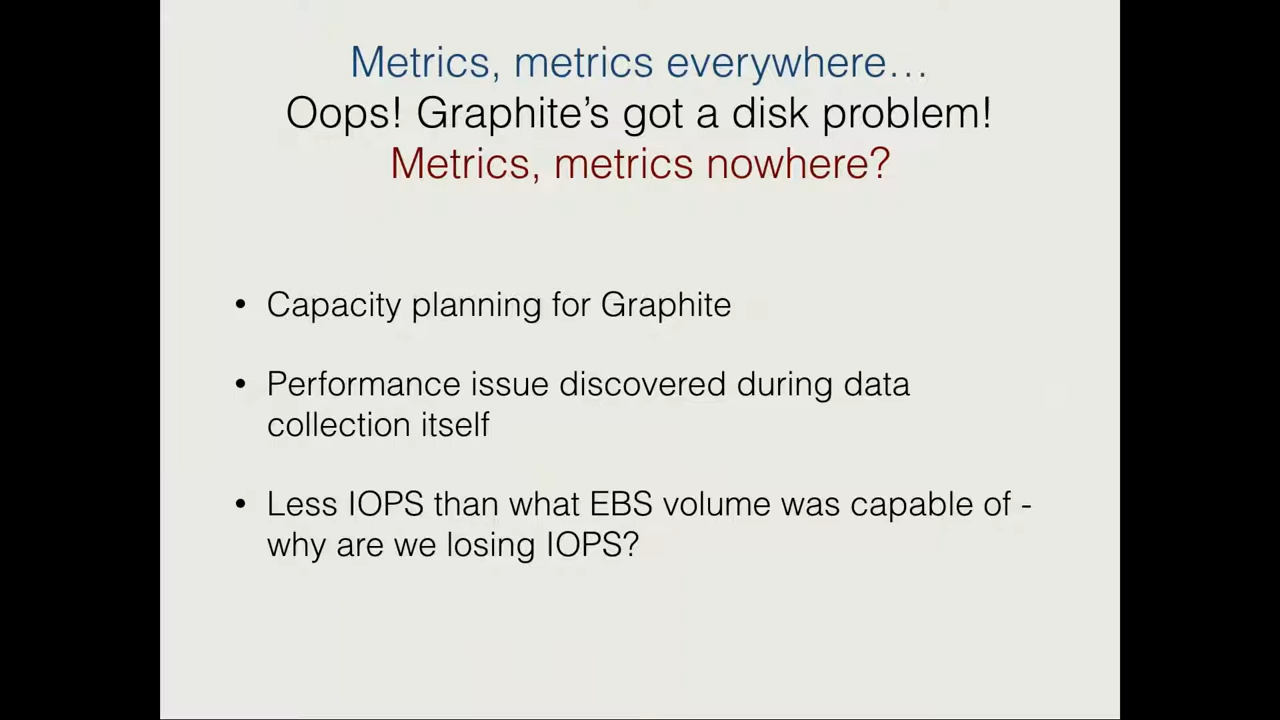 Metrics, metrics everywhere…
Oops! Graphite’s got a disk problem!
Metrics, metrics nowhere?
• Capacity planning for Graphite
• Performance issue discovered during data
collection itself
• Less IOPS than what EBS volume was capable of -
why are we losing IOPS?